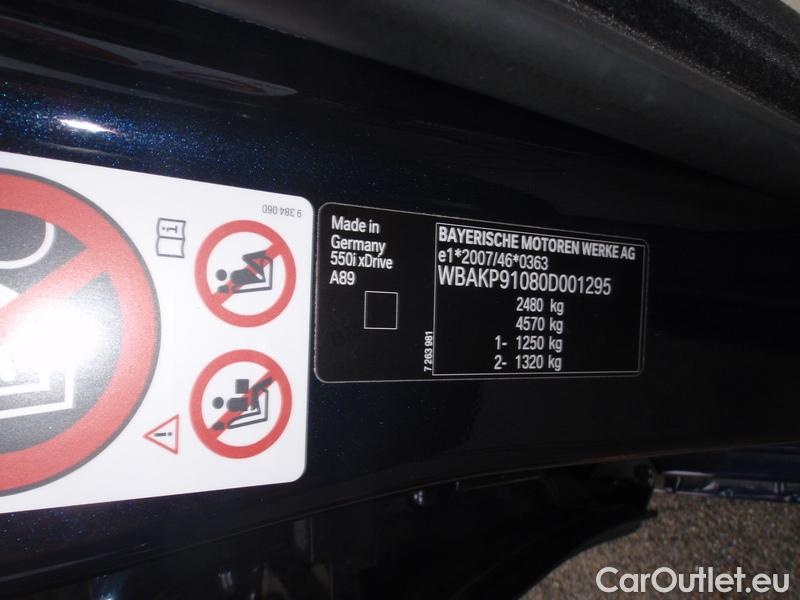 9 384 060
Made in
Germany
550i xDrive
A89
7 263 981
BAYERISCHE MOTOREN WERKE AG
e1*2007/46*0363
WBAKP91080D001295
2480 kg
4570 kg
1- 1250 kg
2- 1320 kg
CarOutlet.eu